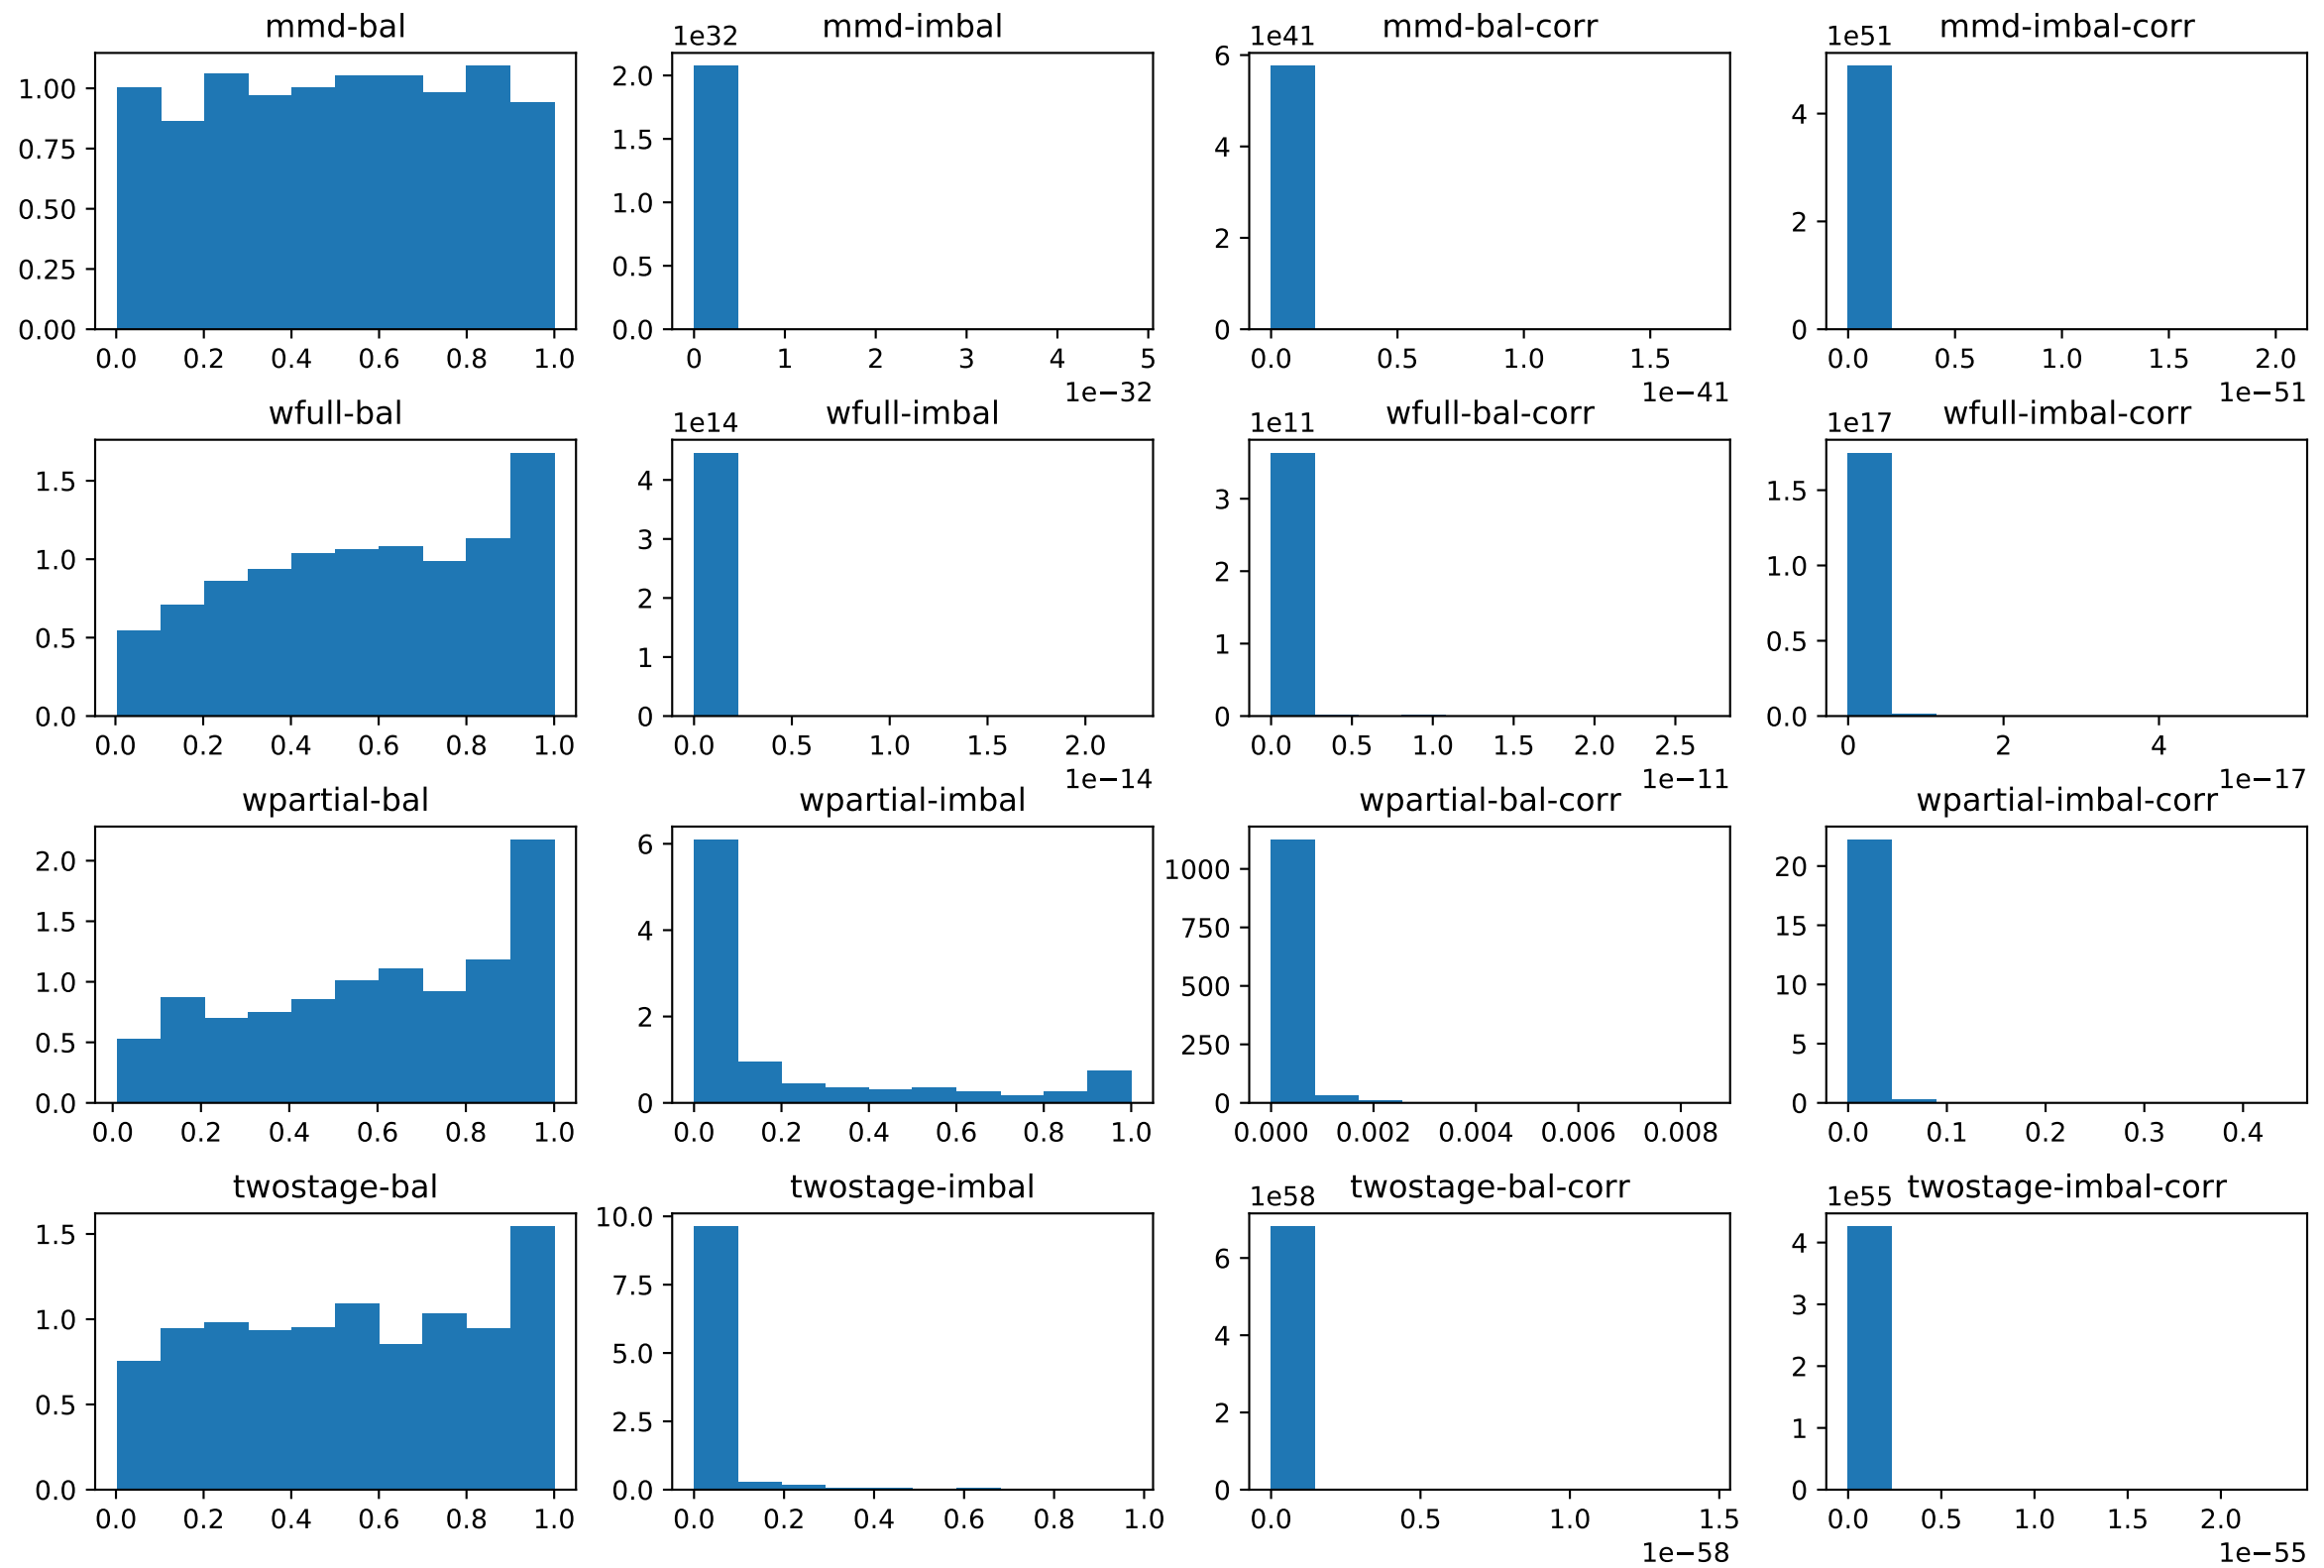 mmd-bal
1.00
0.75
0.50
0.25
0.00
0.0 0.2 0.4 0.6 0.8 1.0
mmd-imbal
1e32
2.0
1.5
1.0
0.5
0.0
0 1 2 3 4 5
1e−32
mmd-bal-corr
1e41
6
4
2
0
0.0 0.5 1.0 1.5
1e−41
mmd-imbal-corr
1e51
4
2
0
0.0 0.5 1.0 1.5 2.0
1e−51
wfull-bal
1.5
1.0
0.5
0.0
0.0 0.2 0.4 0.6 0.8 1.0
wfull-imbal
1e14
4
3
2
1
0
0.0 0.5 1.0 1.5 2.0
1e−14
wfull-bal-corr
1e11
3
2
1
0
0.0 0.5 1.0 1.5 2.0 2.5
1e−11
wfull-imbal-corr
1e17
1.5
1.0
0.5
0.0
0 2 4
1e−17
wpartial-bal
2.0
1.5
1.0
0.5
0.0
0.0 0.2 0.4 0.6 0.8 1.0
wpartial-imbal
6
4
2
0
0.0 0.2 0.4 0.6 0.8 1.0
wpartial-bal-corr
1000
750
500
250
0
0.000 0.002 0.004 0.006 0.008
wpartial-imbal-corr
20
15
10
5
0
0.0 0.1 0.2 0.3 0.4
twostage-bal
1.5
1.0
0.5
0.0
0.0 0.2 0.4 0.6 0.8 1.0
twostage-imbal
10.0
7.5
5.0
2.5
0.0
0.0 0.2 0.4 0.6 0.8 1.0
twostage-bal-corr
1e58
6
4
2
0
0.0 0.5 1.0 1.5
1e−58
twostage-imbal-corr
1e55
4
3
2
1
0
0.0 0.5 1.0 1.5 2.0
1e−55